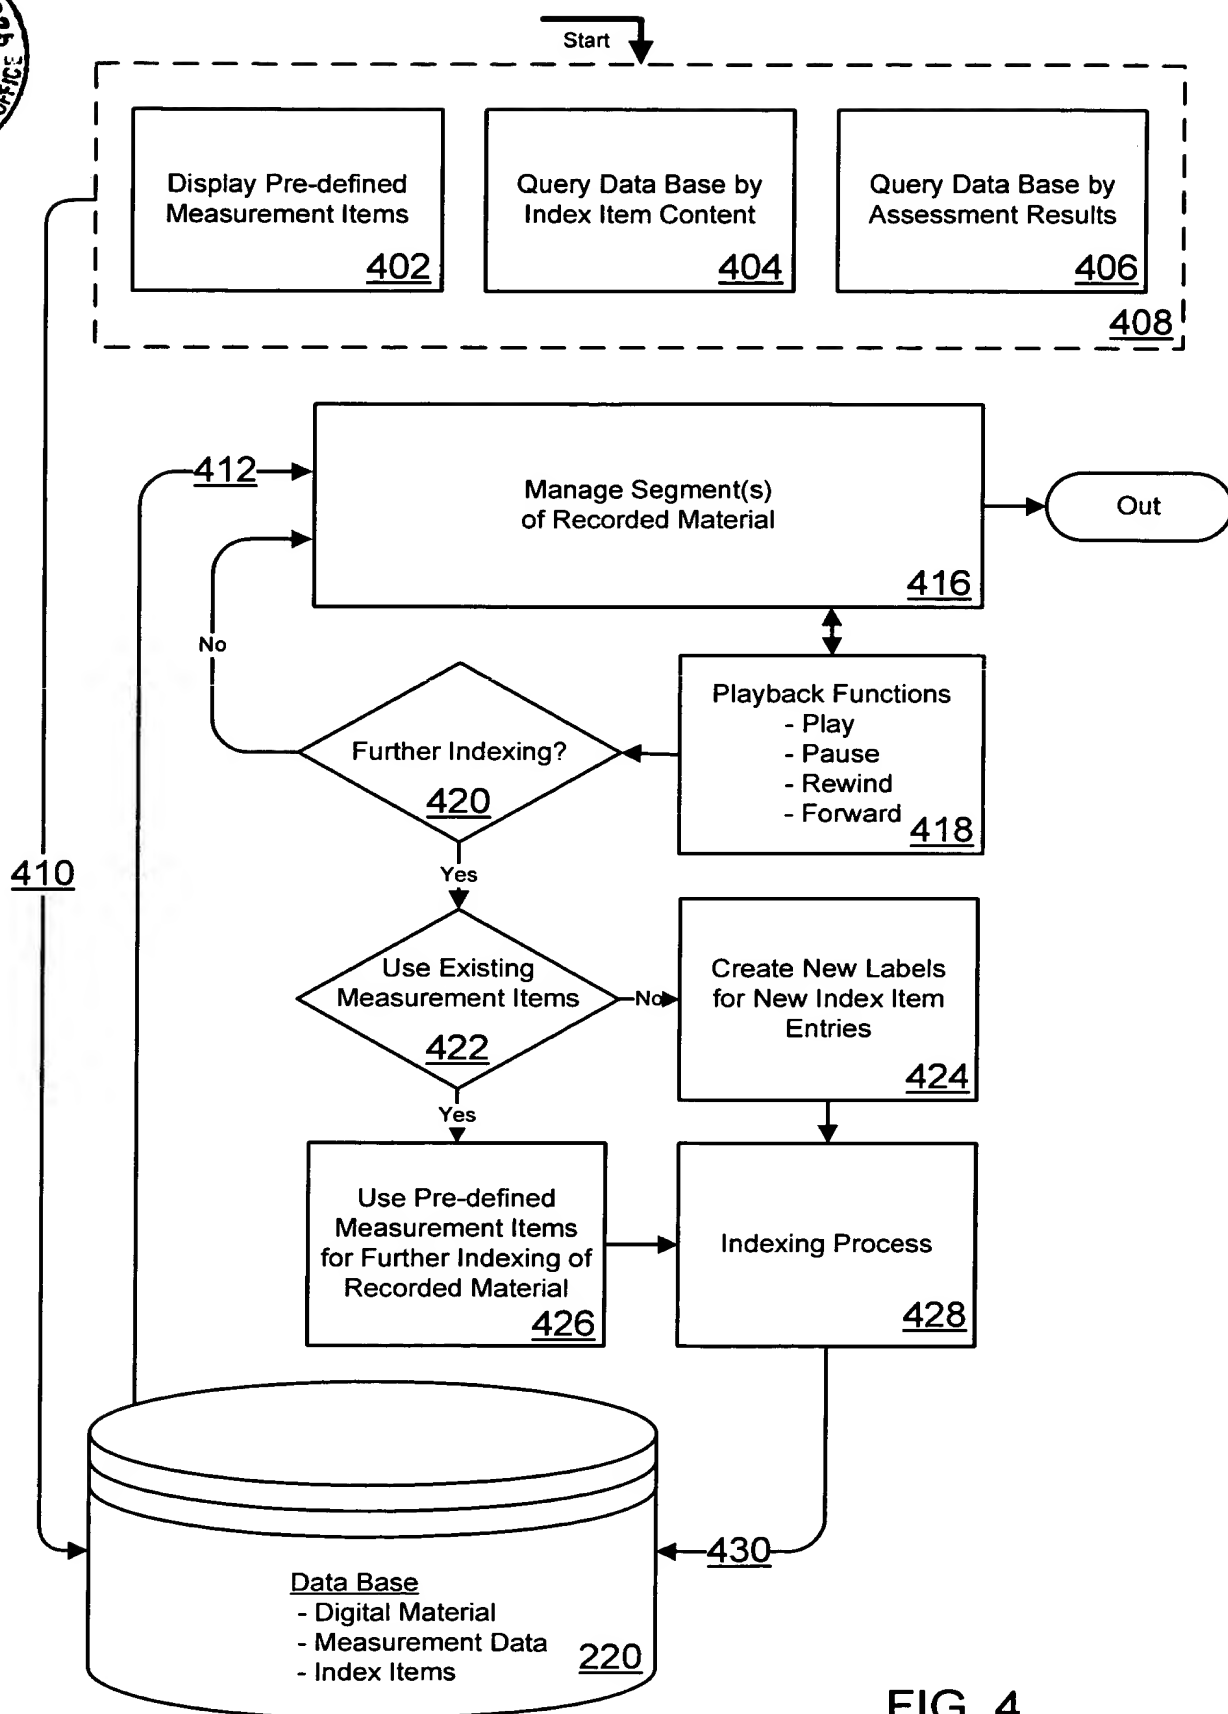 OFFICE
Start
Display Pre-defined
Measurement Items
402
Query Data Base by
Index Item Content
404
Query Data Base by
Assessment Results
406
408
412
Manage Segment(s)
of Recorded Material
416
Out
No
Playback Functions
- Play
- Pause
- Rewind
- Forward
418
Further Indexing?
420
410
Yes
Use Existing
Measurement Items
422
No
Create New Labels
for New Index Item
Entries
424
Yes
Use Pre-defined
Measurement Items
for Further Indexing of
Recorded Material
426
Indexing Process
428
430
Data Base
- Digital Material
- Measurement Data
- Index Items
220
FIG. 4